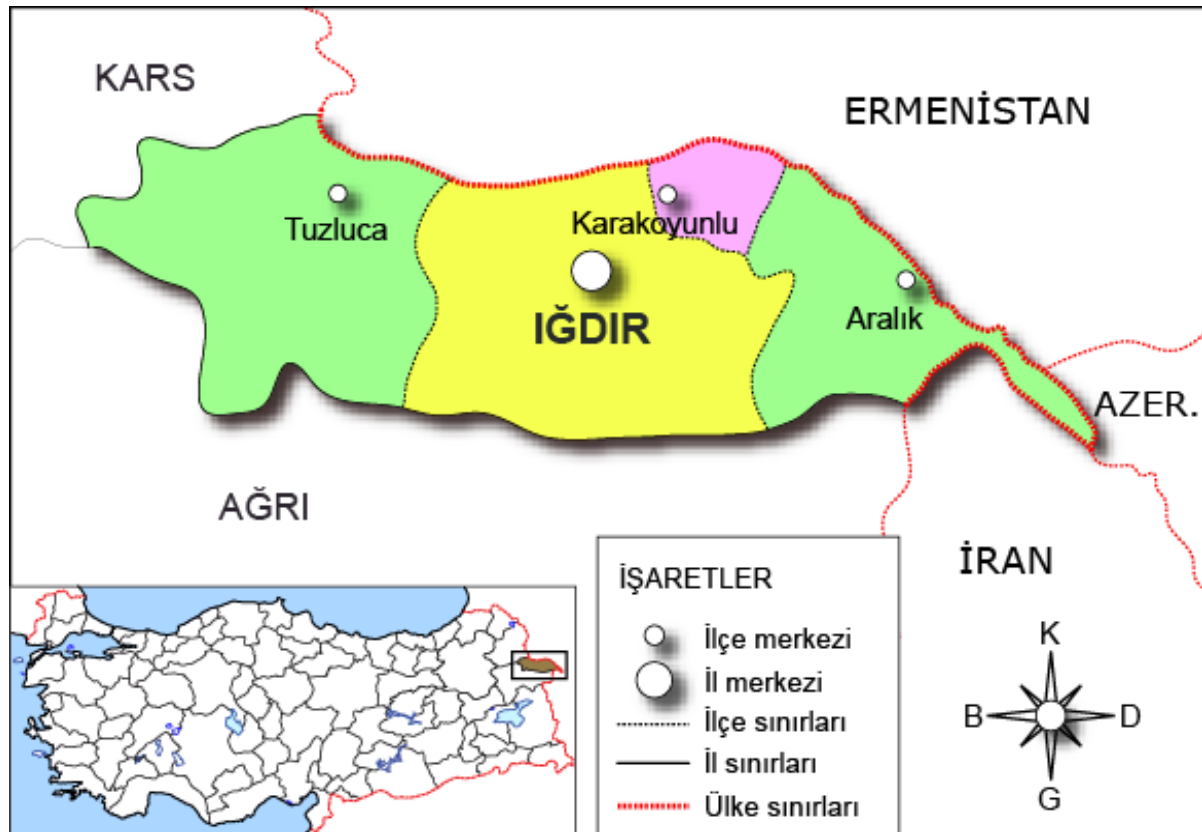 KARS
ERMENİSTAN
Tuzluca
Karakoyunlu
IĞDIR
Aralık
AZER.
AĞRI
İRAN
İŞARETLER
İlçe merkezi
İl merkezi
İlçe sınırları
İl sınırları
Ülke sınırları
K
B
D
G